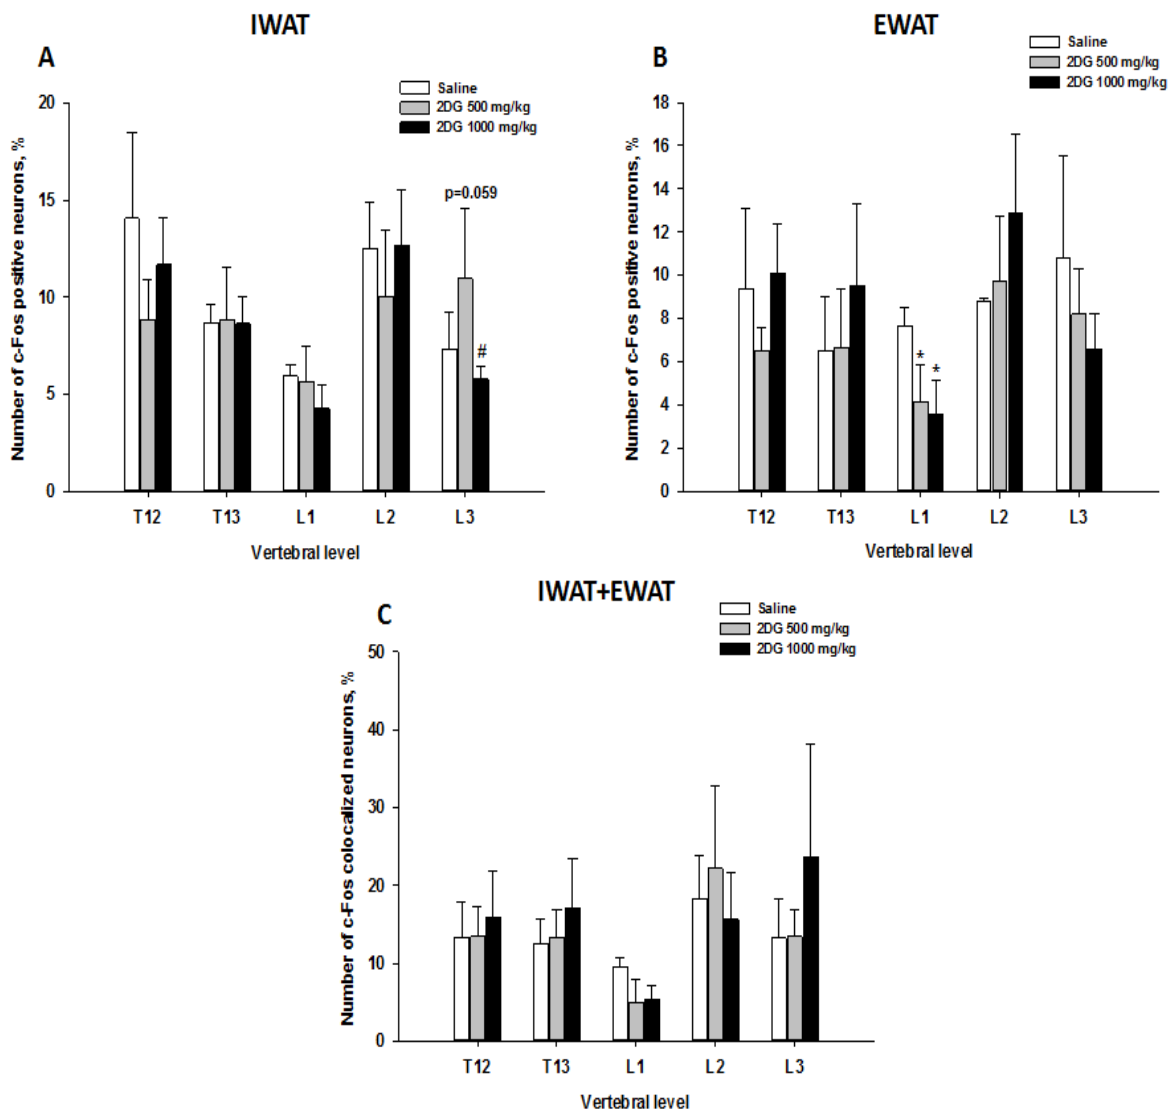 IWAT
A
Saline
2DG 500 mg/kg
2DG 1000 mg/kg
Number of c-Fos positive neurons, %
20
15
10
5
0
p=0.059
#
T12 T13 L1 L2 L3
Vertebral level
EWAT
B
Saline
2DG 500 mg/kg
2DG 1000 mg/kg
Number of c-Fos positive neurons, %
18
16
14
12
10
8
6
4
2
0
* *
T12 T13 L1 L2 L3
Vertebral level
IWAT+EWAT
C
Saline
2DG 500 mg/kg
2DG 1000 mg/kg
Number of c-Fos colocalized neurons, %
50
40
30
20
10
0
T12 T13 L1 L2 L3
Vertebral level